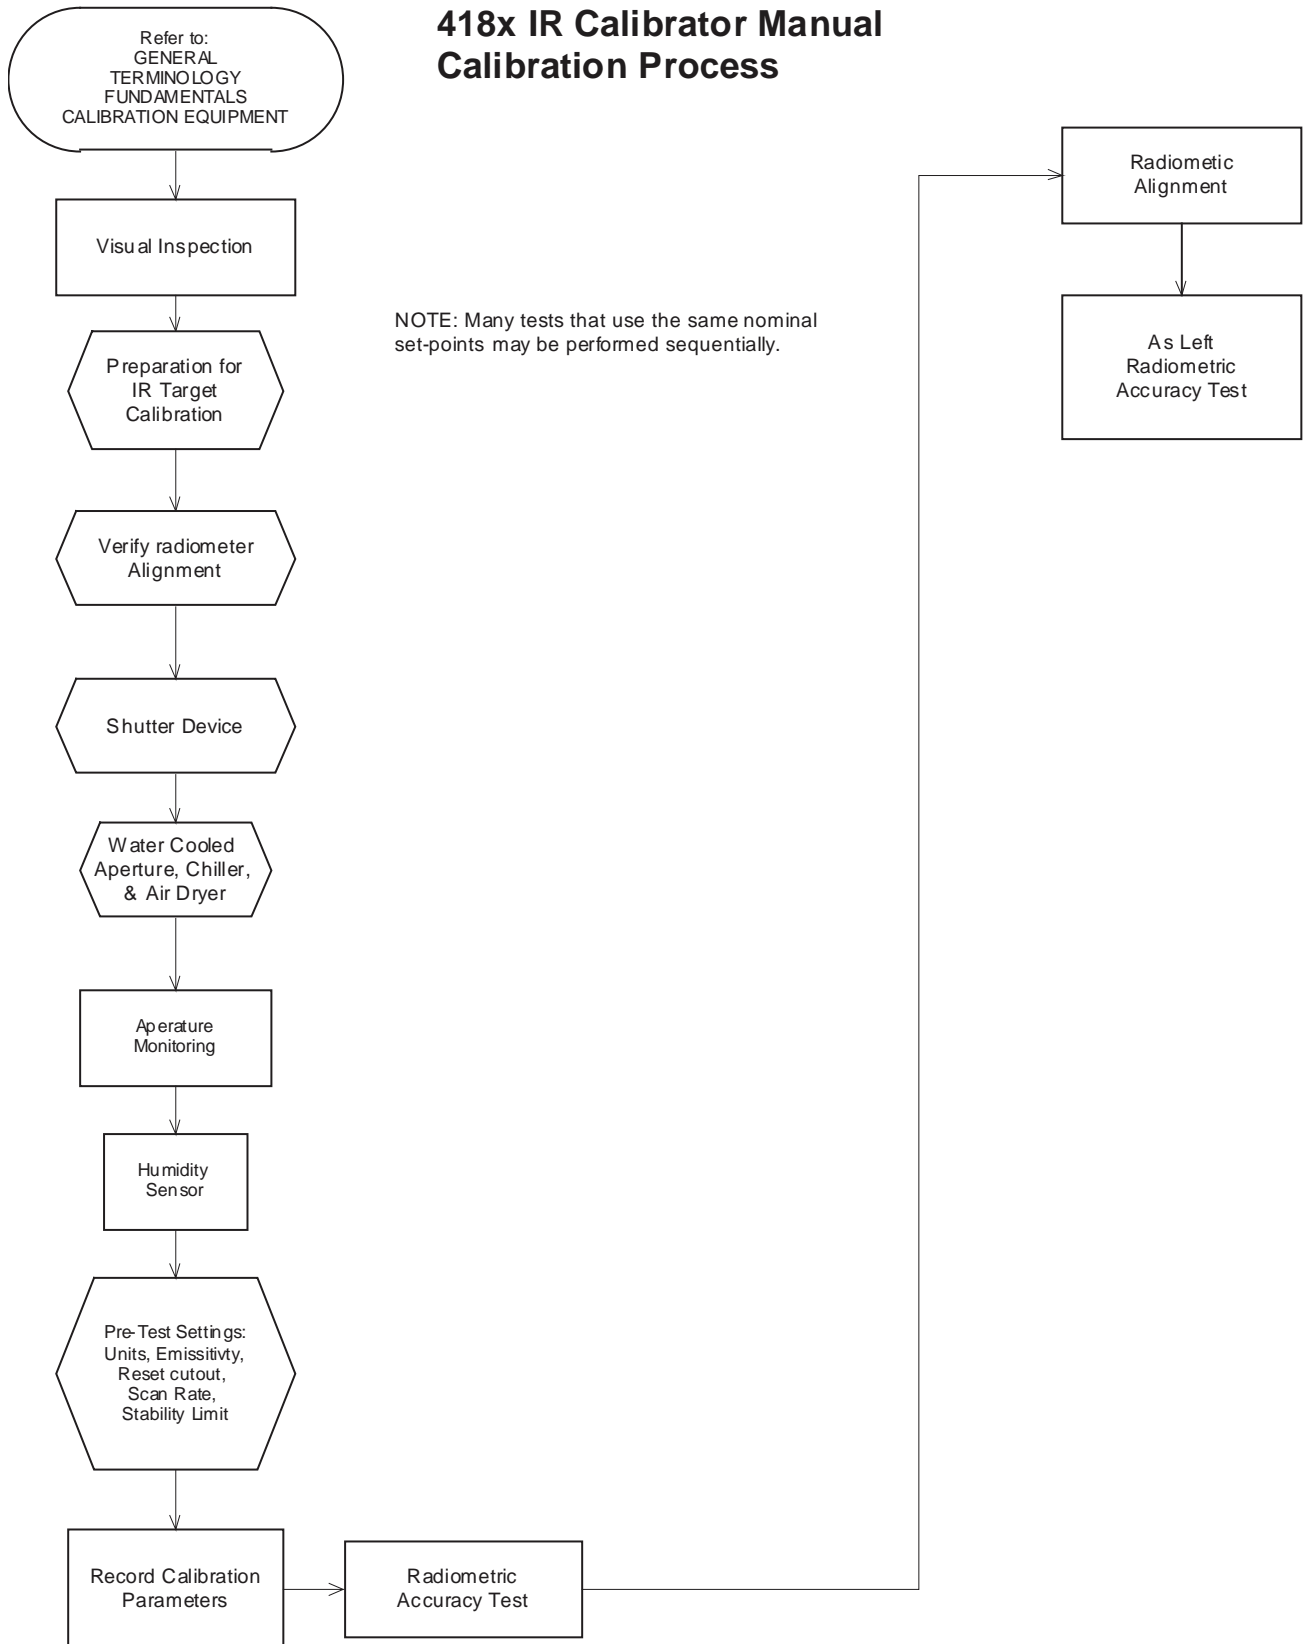 418x IR Calibrator Manual
Calibration Process
Refer to:
GENERAL
TERMINOLOGY
FUNDAMENTALS
CALIBRATION EQUIPMENT
Visual Inspection
NOTE: Many tests that use the same nominal
set-points may be performed sequentially.
Preparation for
IR Target
Calibration
Verify radiometer
Alignment
Shutter Device
Water Cooled
Aperture, Chiller,
& Air Dryer
Aperature
Monitoring
Humidity
Sensor
Pre-Test Settings:
Units, Emissitivty,
Reset cutout,
Scan Rate,
Stability Limit
Record Calibration
Parameters
Radiometric
Accuracy Test
Radiometic
Alignment
As Left
Radiometric
Accuracy Test